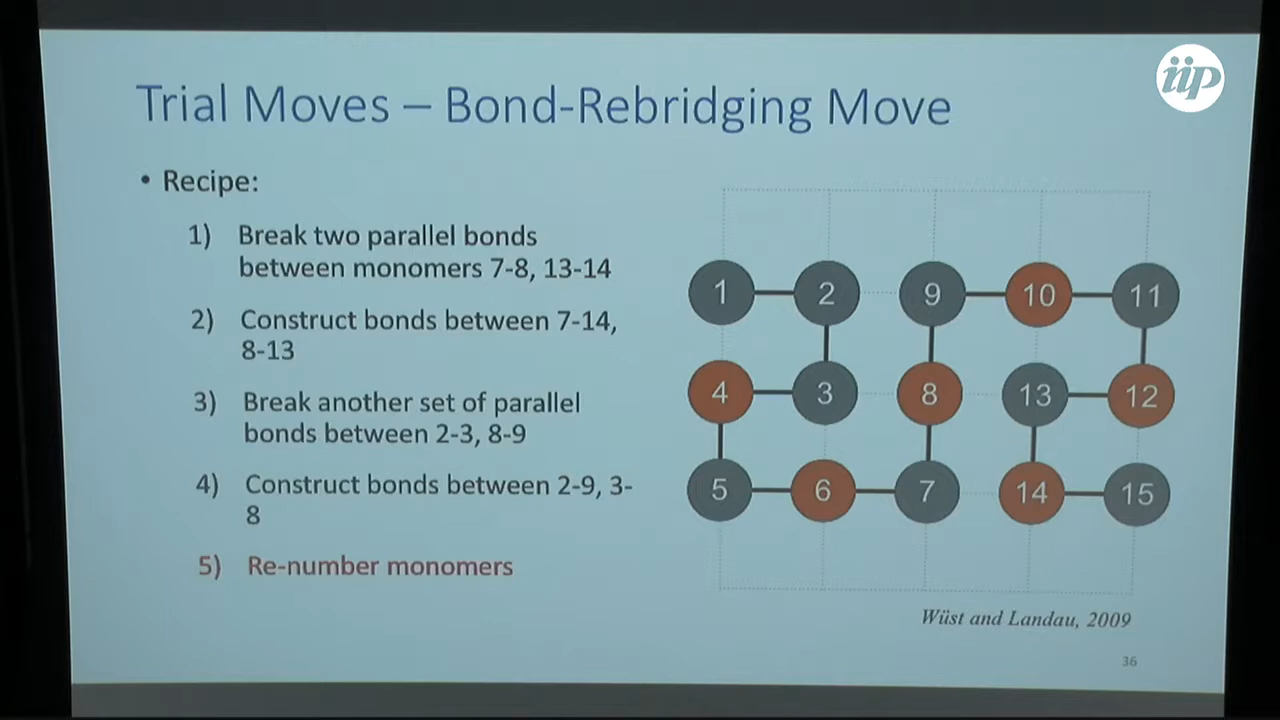 iip
Trial Moves – Bond-Rebridging Move
• Recipe:
1) Break two parallel bonds
between monomers 7-8, 13-14
2) Construct bonds between 7-14,
8-13
3) Break another set of parallel
bonds between 2-3, 8-9
4) Construct bonds between 2-9, 3-
8
5) Re-number monomers
1 2 9 10 11
4 3 8 13 12
5 6 7 14 15
Wüst and Landau, 2009
36